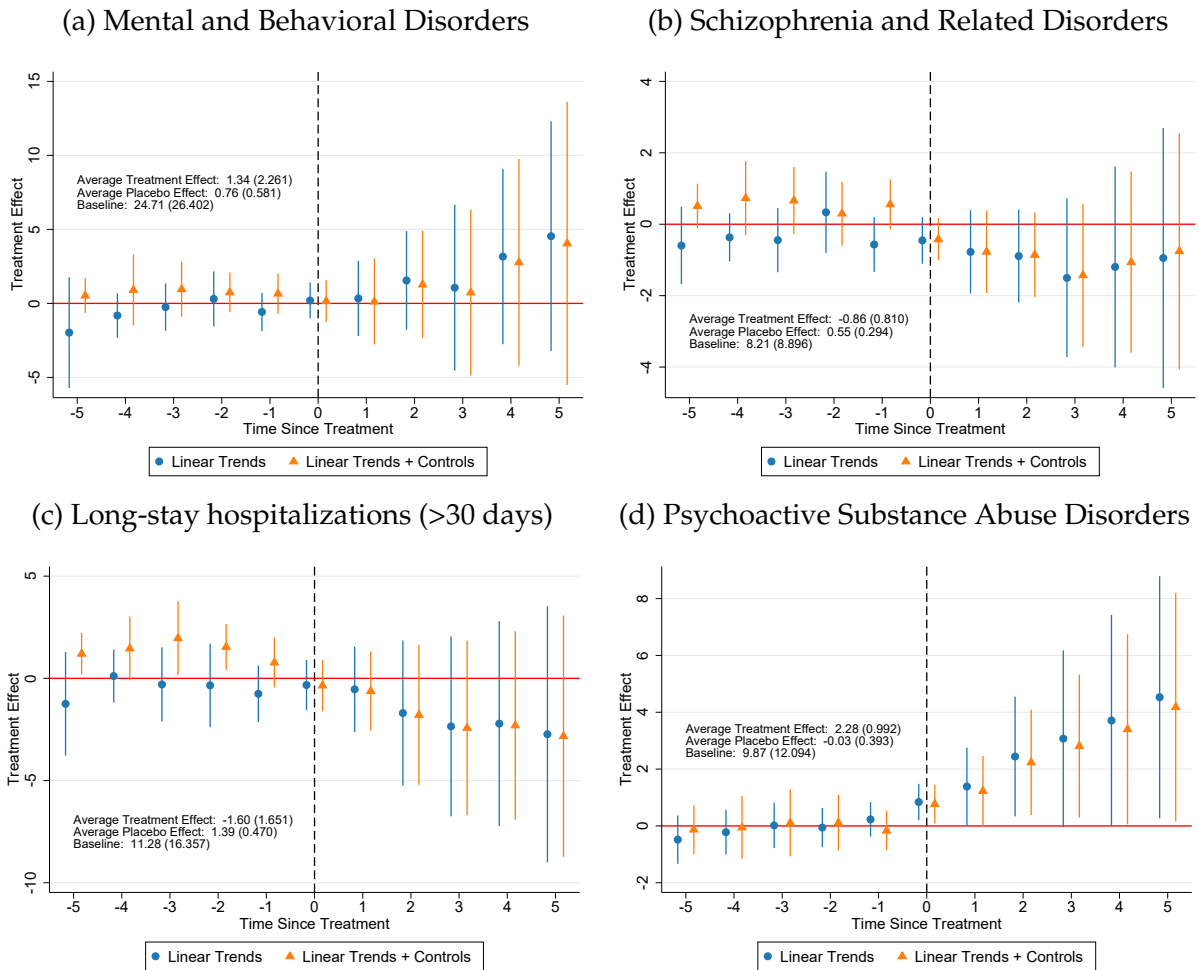 (a) Mental and Behavioral Disorders
Treatment Effect
15
10
5
0
-5
Average Treatment Effect: 1.34 (2.261)
Average Placebo Effect: 0.76 (0.581)
Baseline: 24.71 (26.402)
-5 -4 -3 -2 -1 0 1 2 3 4 5
Time Since Treatment
Linear Trends Linear Trends + Controls
(b) Schizophrenia and Related Disorders
Treatment Effect
4
2
0
-2
-4
Average Treatment Effect: -0.86 (0.810)
Average Placebo Effect: 0.55 (0.294)
Baseline: 8.21 (8.896)
-5 -4 -3 -2 -1 0 1 2 3 4 5
Time Since Treatment
Linear Trends Linear Trends + Controls
(c) Long-stay hospitalizations (>30 days)
Treatment Effect
5
0
-5
-10
Average Treatment Effect: -1.60 (1.651)
Average Placebo Effect: 1.39 (0.470)
Baseline: 11.28 (16.357)
-5 -4 -3 -2 -1 0 1 2 3 4 5
Time Since Treatment
Linear Trends Linear Trends + Controls
(d) Psychoactive Substance Abuse Disorders
Treatment Effect
8
6
4
2
0
-2
Average Treatment Effect: 2.28 (0.992)
Average Placebo Effect: -0.03 (0.393)
Baseline: 9.87 (12.094)
-5 -4 -3 -2 -1 0 1 2 3 4 5
Time Since Treatment
Linear Trends Linear Trends + Controls